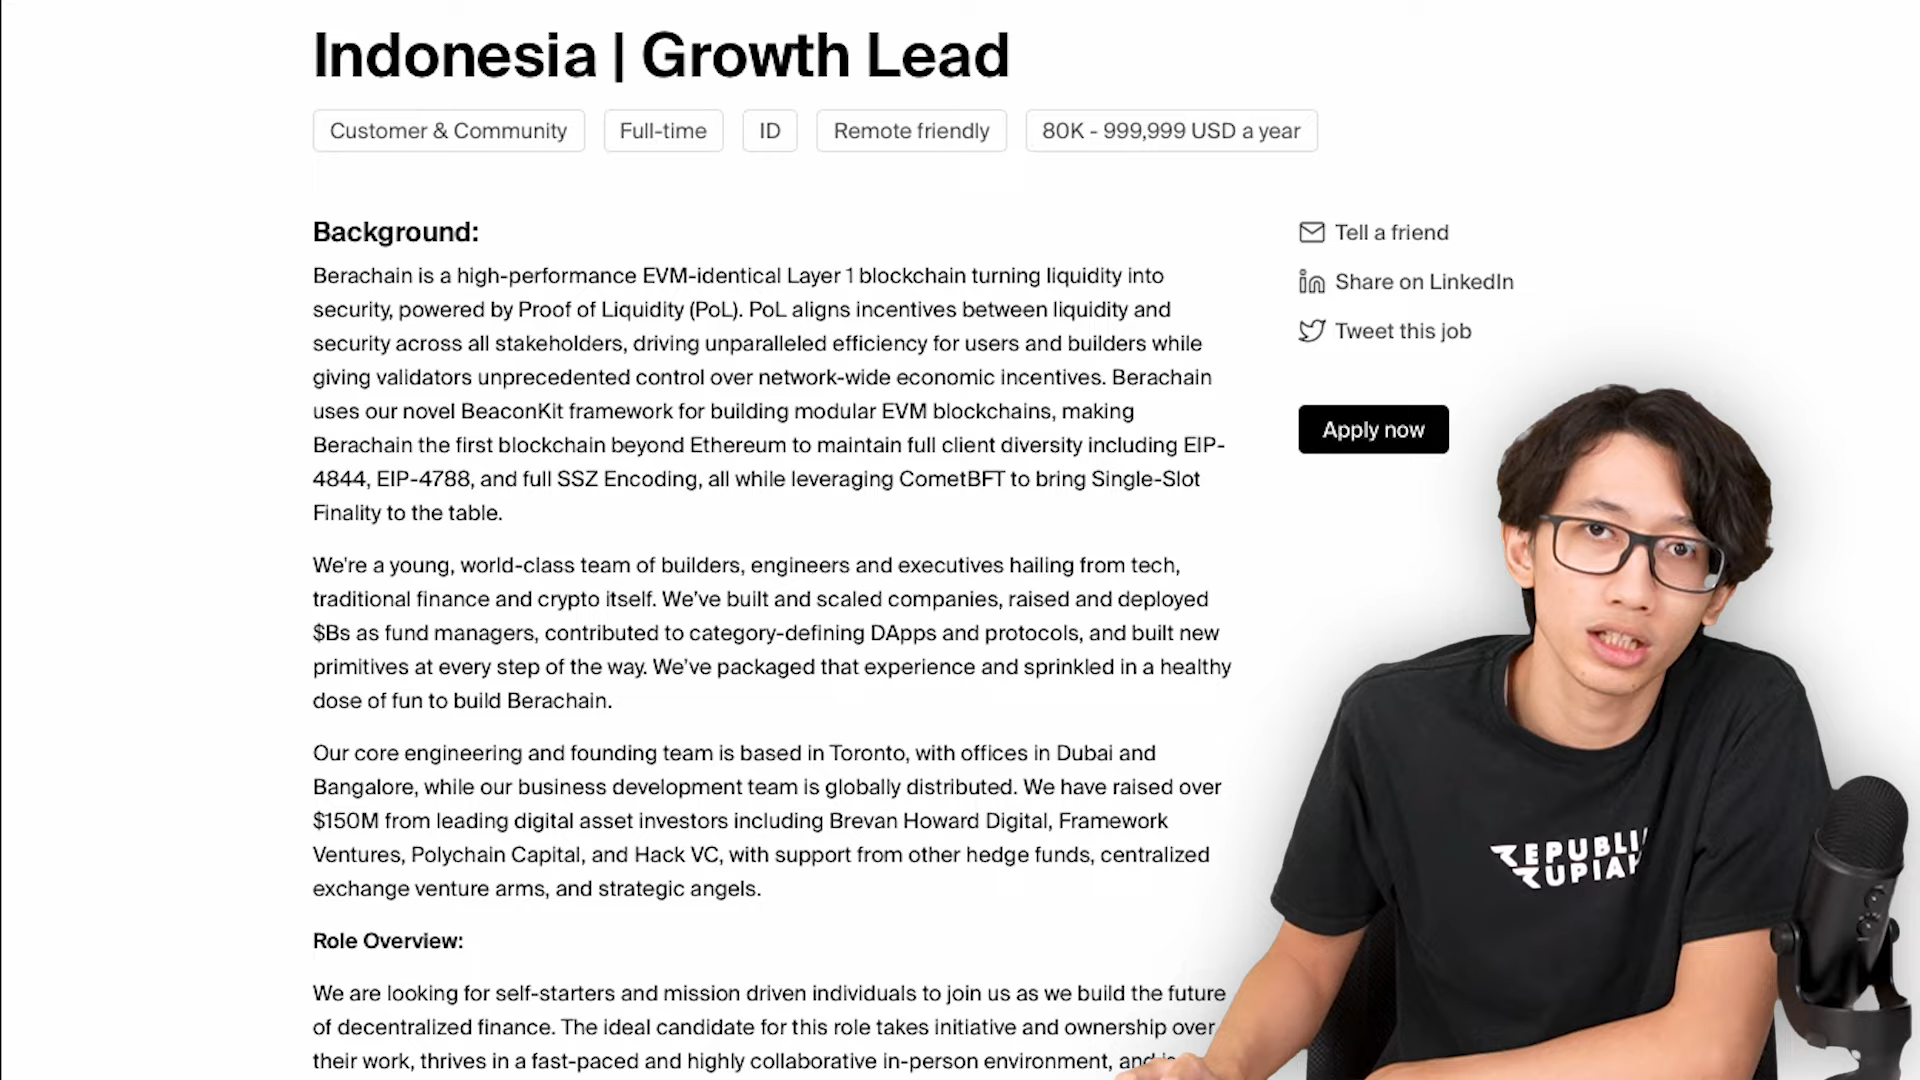 Indonesia | Growth Lead
Customer & Community
Full-time
ID
Remote friendly
80K - 999,999 USD a year
Background:
Berachain is a high-performance EVM-identical Layer 1 blockchain turning liquidity into
security, powered by Proof of Liquidity (PoL). PoL aligns incentives between liquidity and
security across all stakeholders, driving unparalleled efficiency for users and builders while
giving validators unprecedented control over network-wide economic incentives. Berachain
uses our novel BeaconKit framework for building modular EVM blockchains, making
Berachain the first blockchain beyond Ethereum to maintain full client diversity including EIP-
4844, EIP-4788, and full SSZ Encoding, all while leveraging CometBFT to bring Single-Slot
Finality to the table.
We're a young, world-class team of builders, engineers and executives hailing from tech,
traditional finance and crypto itself. We've built and scaled companies, raised and deployed
$Bs as fund managers, contributed to category-defining DApps and protocols, and built new
primitives at every step of the way. We've packaged that experience and sprinkled in a healthy
dose of fun to build Berachain.
Our core engineering and founding team is based in Toronto, with offices in Dubai and
Bangalore, while our business development team is globally distributed. We have raised over
$150M from leading digital asset investors including Brevan Howard Digital, Framework
Ventures, Polychain Capital, and Hack VC, with support from other hedge funds, centralized
exchange venture arms, and strategic angels.
Role Overview:
We are looking for self-starters and mission driven individuals to join us as we build the future
of decentralized finance. The ideal candidate for this role takes initiative and ownership over
their work, thrives in a fast-paced and highly collaborative in-person environment, and
Tell a friend
Share on LinkedIn
Tweet this job
Apply now
REPUBLI
RUPIAH